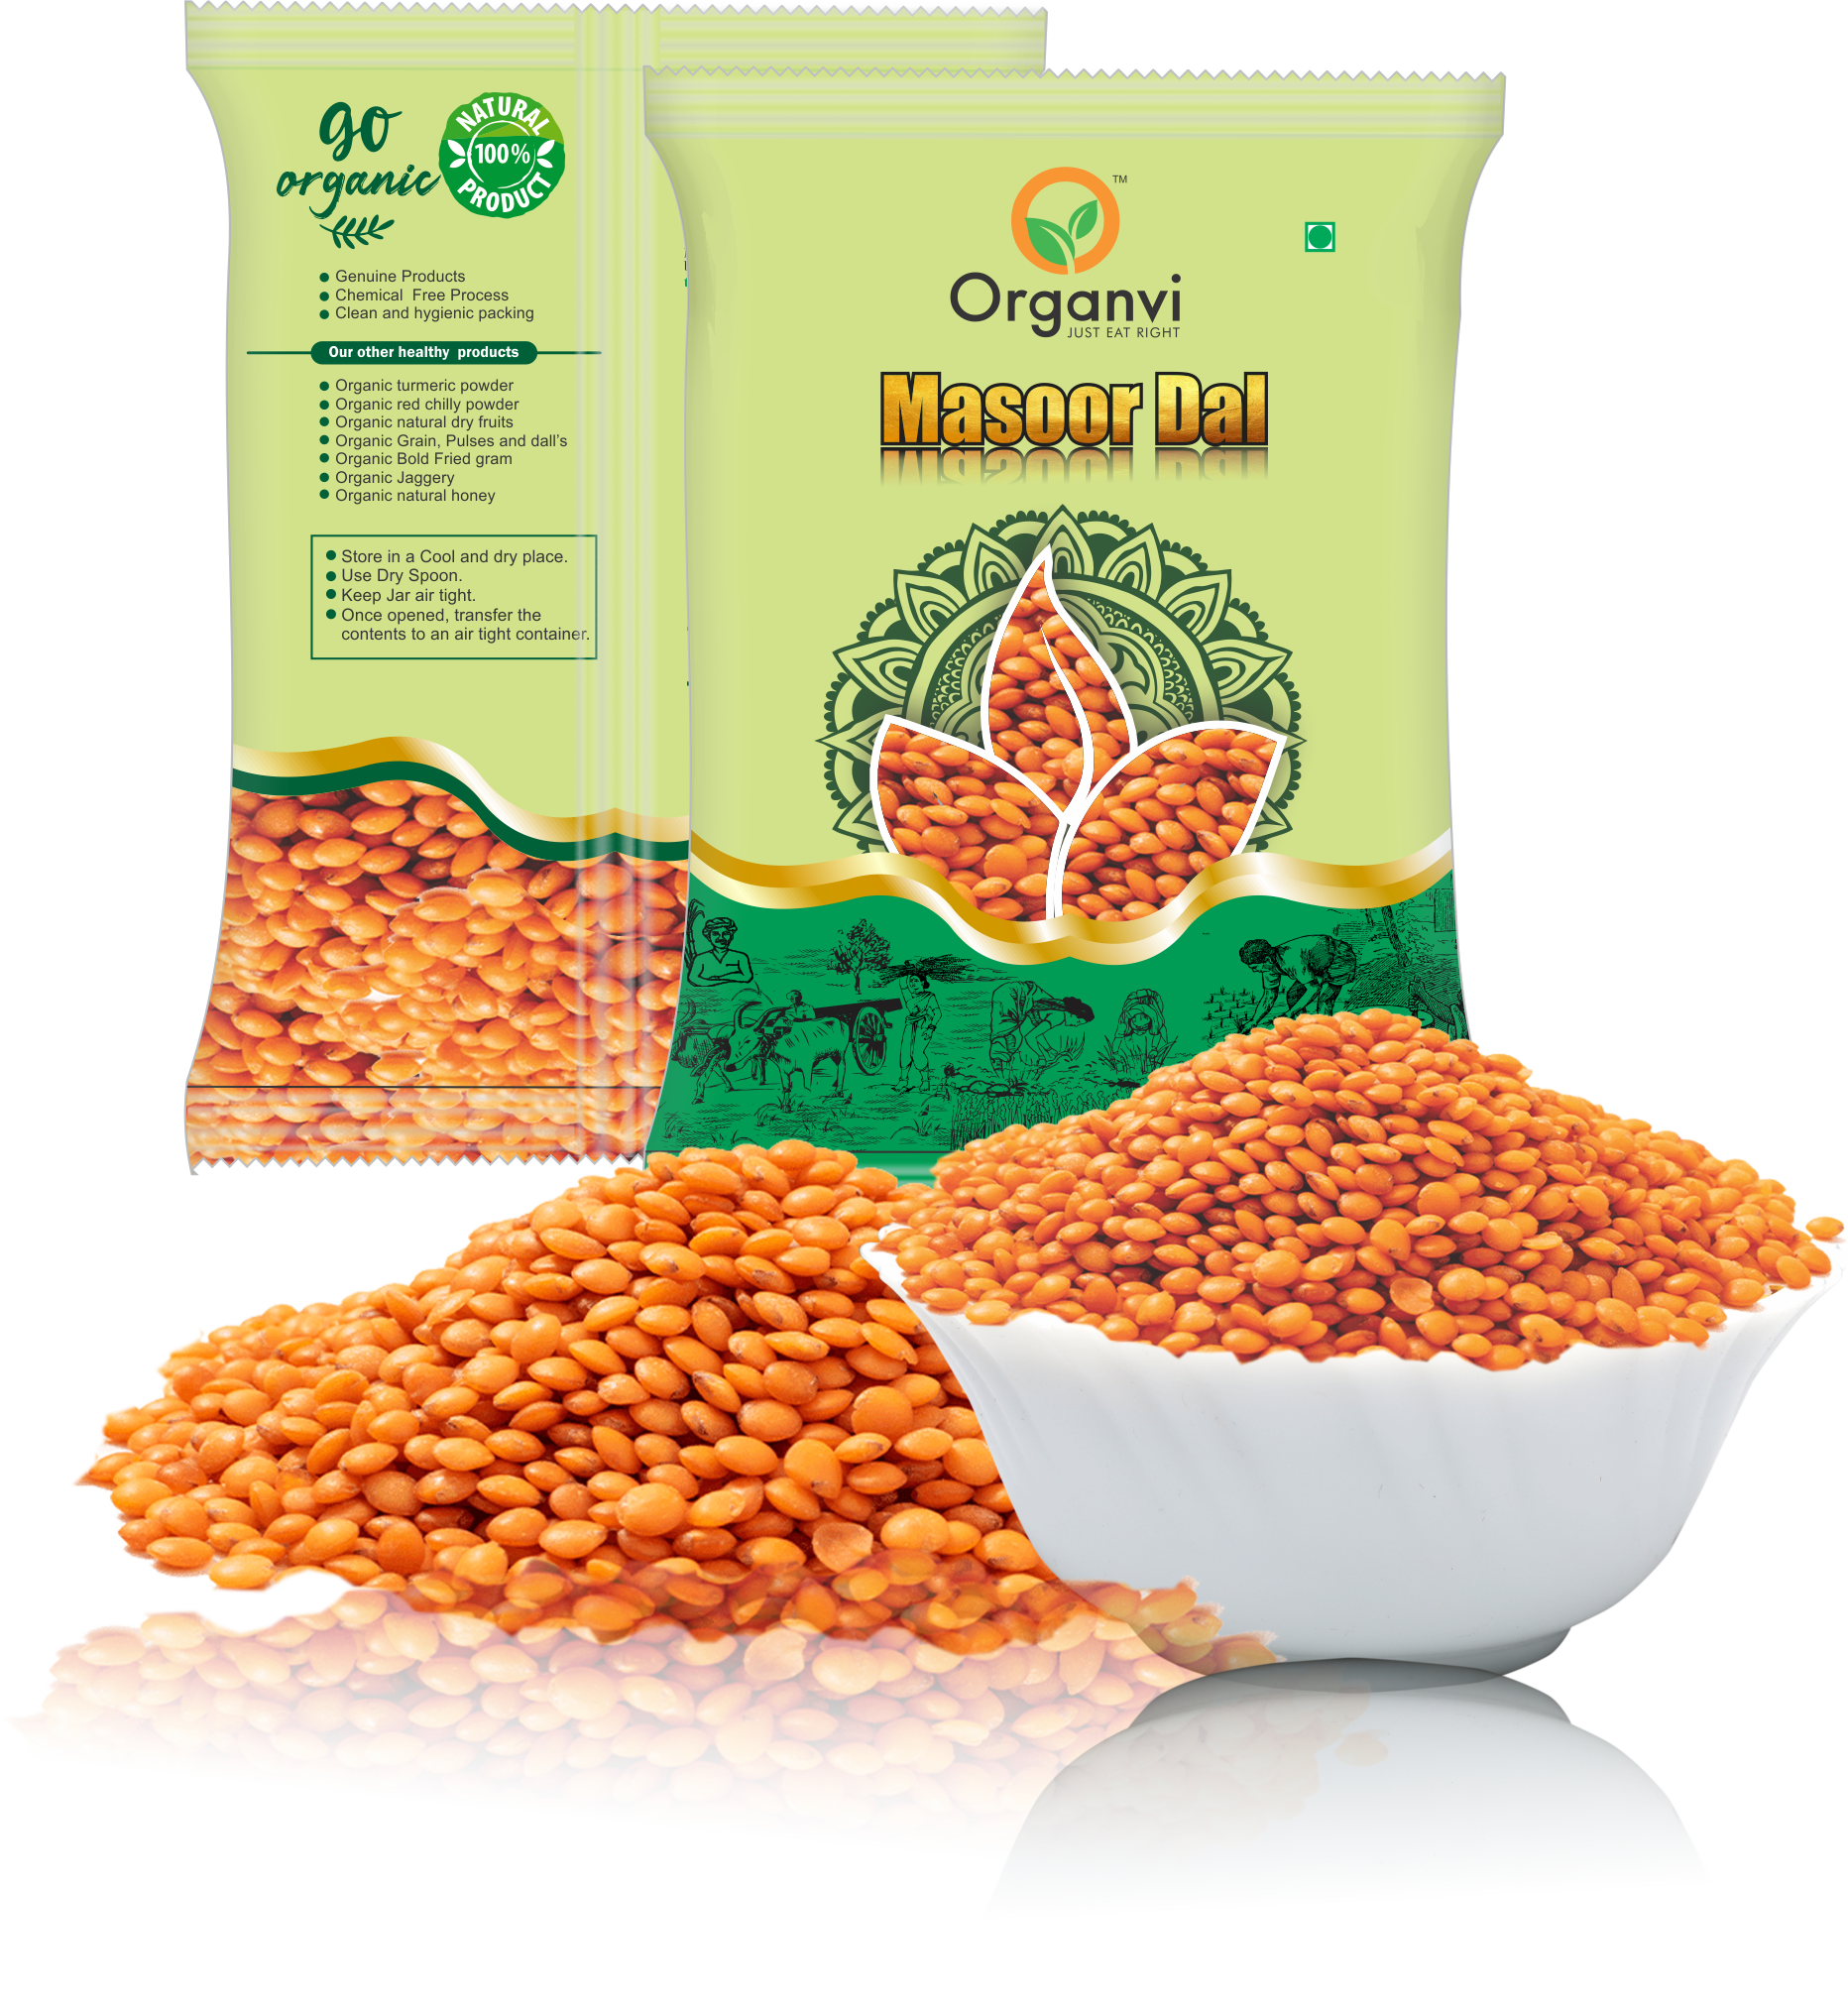 go
organic
NATURAL
100%
PRODUCT
Genuine Products
Chemical  Free Process
Clean and hygienic packing
Our other healthy  products
Organic turmeric powder
Organic red chilly powder
Organic natural dry fruits
Organic Grain, Pulses and dall's
Organic Bold Fried gram
Organic Jaggery
Organic natural honey
Store in a Cool and dry place.
Use Dry Spoon.
Keep Jar air tight.
Once opened, transfer the
contents to an air tight container.
TM
Organvi
JUST EAT RIGHT
Masoor Dal